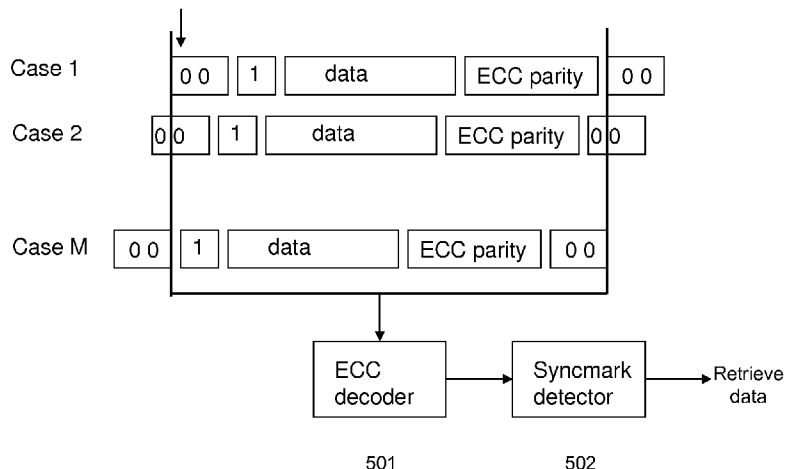 Case 1 0 0 1 data ECC parity 0 0
Case 2 0 0 1 data ECC parity 0 0
Case M 0 0 1 data ECC parity 0 0
ECC
decoder
Syncmark
detector
Retrieve
data
501
502